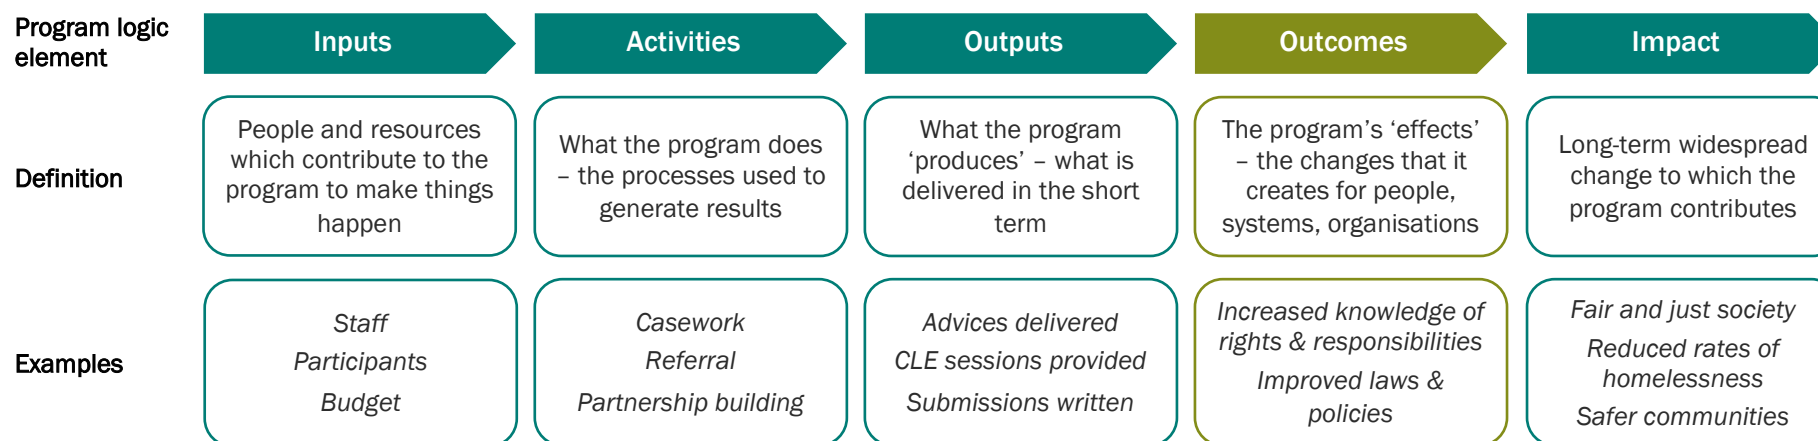 Program logic
element
Inputs
Activities
Outputs
Outcomes
Impact
Definition
People and resources
which contribute to the
program to make things
happen
What the program does
– the processes used to
generate results
What the program
‘produces’ – what is
delivered in the short
term
The program’s ‘effects’
– the changes that it
creates for people,
systems, organisations
Long-term widespread
change to which the
program contributes
Examples
Staff
Participants
Budget
Casework
Referral
Partnership building
Advices delivered
CLE sessions provided
Submissions written
Increased knowledge of
rights & responsibilities
Improved laws &
policies
Fair and just society
Reduced rates of
homelessness
Safer communities